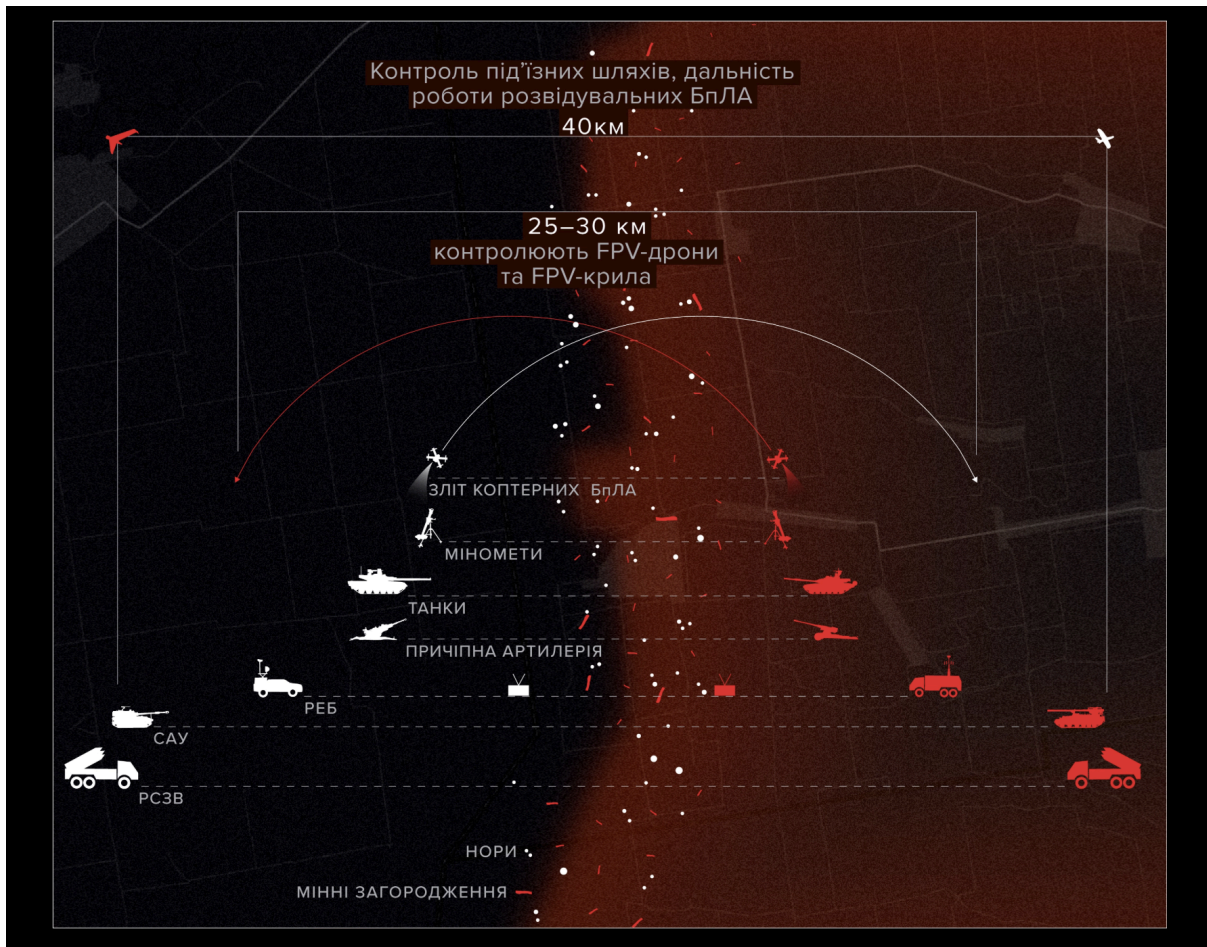 Контроль під’їзних шляхів, дальність
роботи розвідувальних БпЛА
40км
25–30 км
контролюють FPV-дрони
та FPV-крила
ЗЛІТ КОПТЕРНИХ БпЛА
МІНОМЕТИ
ТАНКИ
ПРИЧІПНА АРТИЛЕРІЯ
РЕБ
САУ
РСЗВ
НОРИ
МІННІ ЗАГОРОДЖЕННЯ